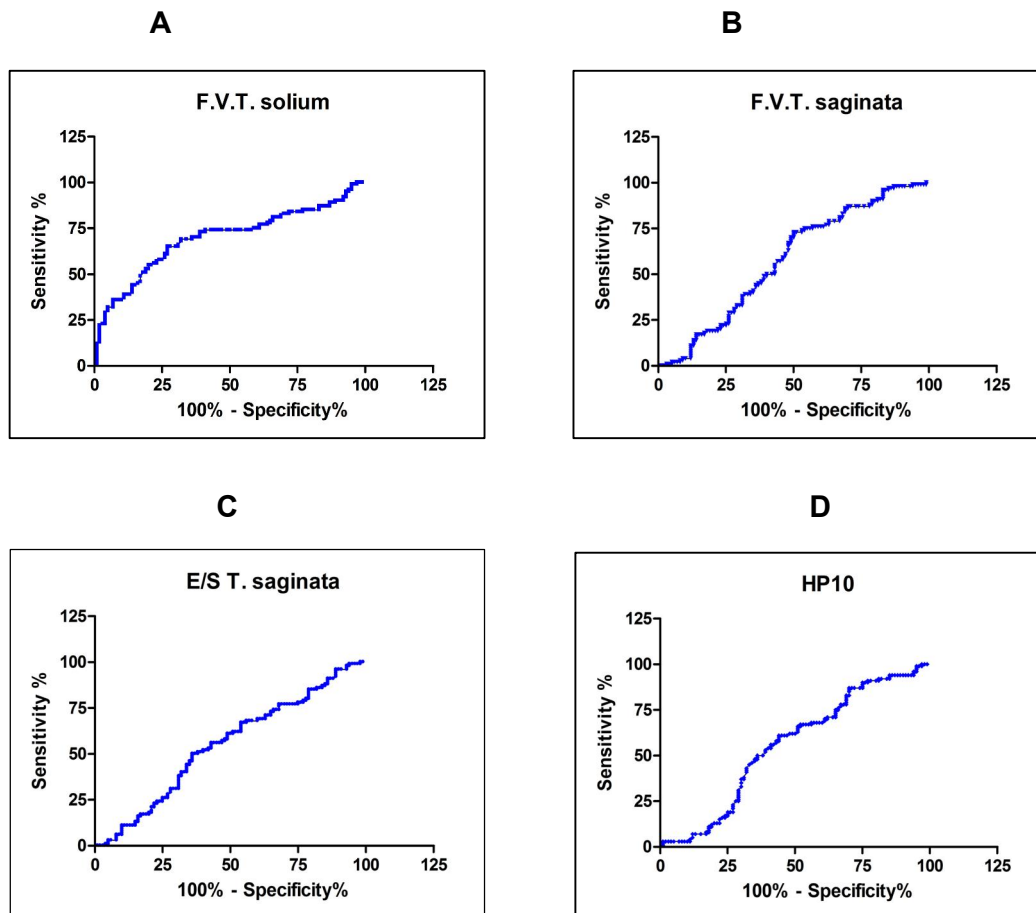 A
F.V.T. solium
125
100
75
50
25
0
Sensitivity %
0 25 50 75 100 125
100% - Specificity%
B
F.V.T. saginata
125
100
75
50
25
0
Sensitivity %
0 25 50 75 100 125
100% - Specificity%
C
E/S T. saginata
125
100
75
50
25
0
Sensitivity %
0 25 50 75 100 125
100% - Specificity%
D
HP10
125
100
75
50
25
0
Sensitivity %
0 25 50 75 100 125
100% - Specificity%